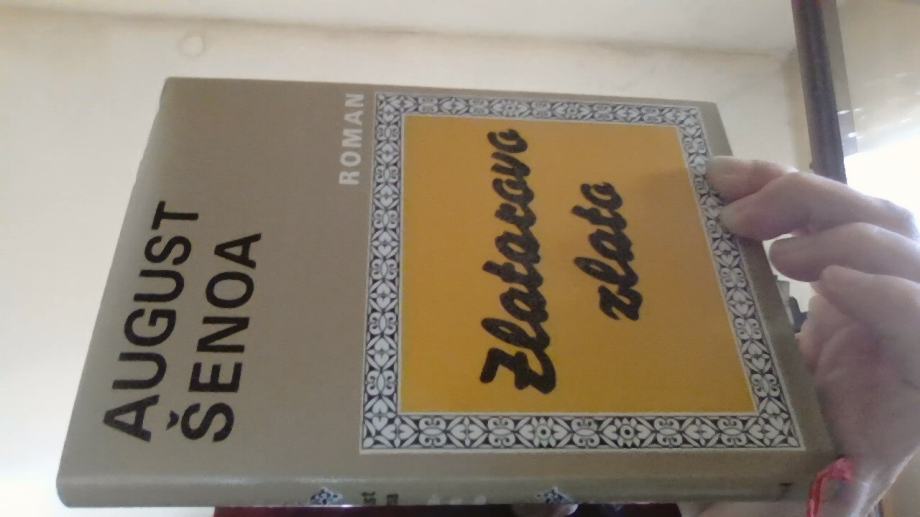 AUGUST
ŠENOA
ROMAN
Zlatarovo
zlato